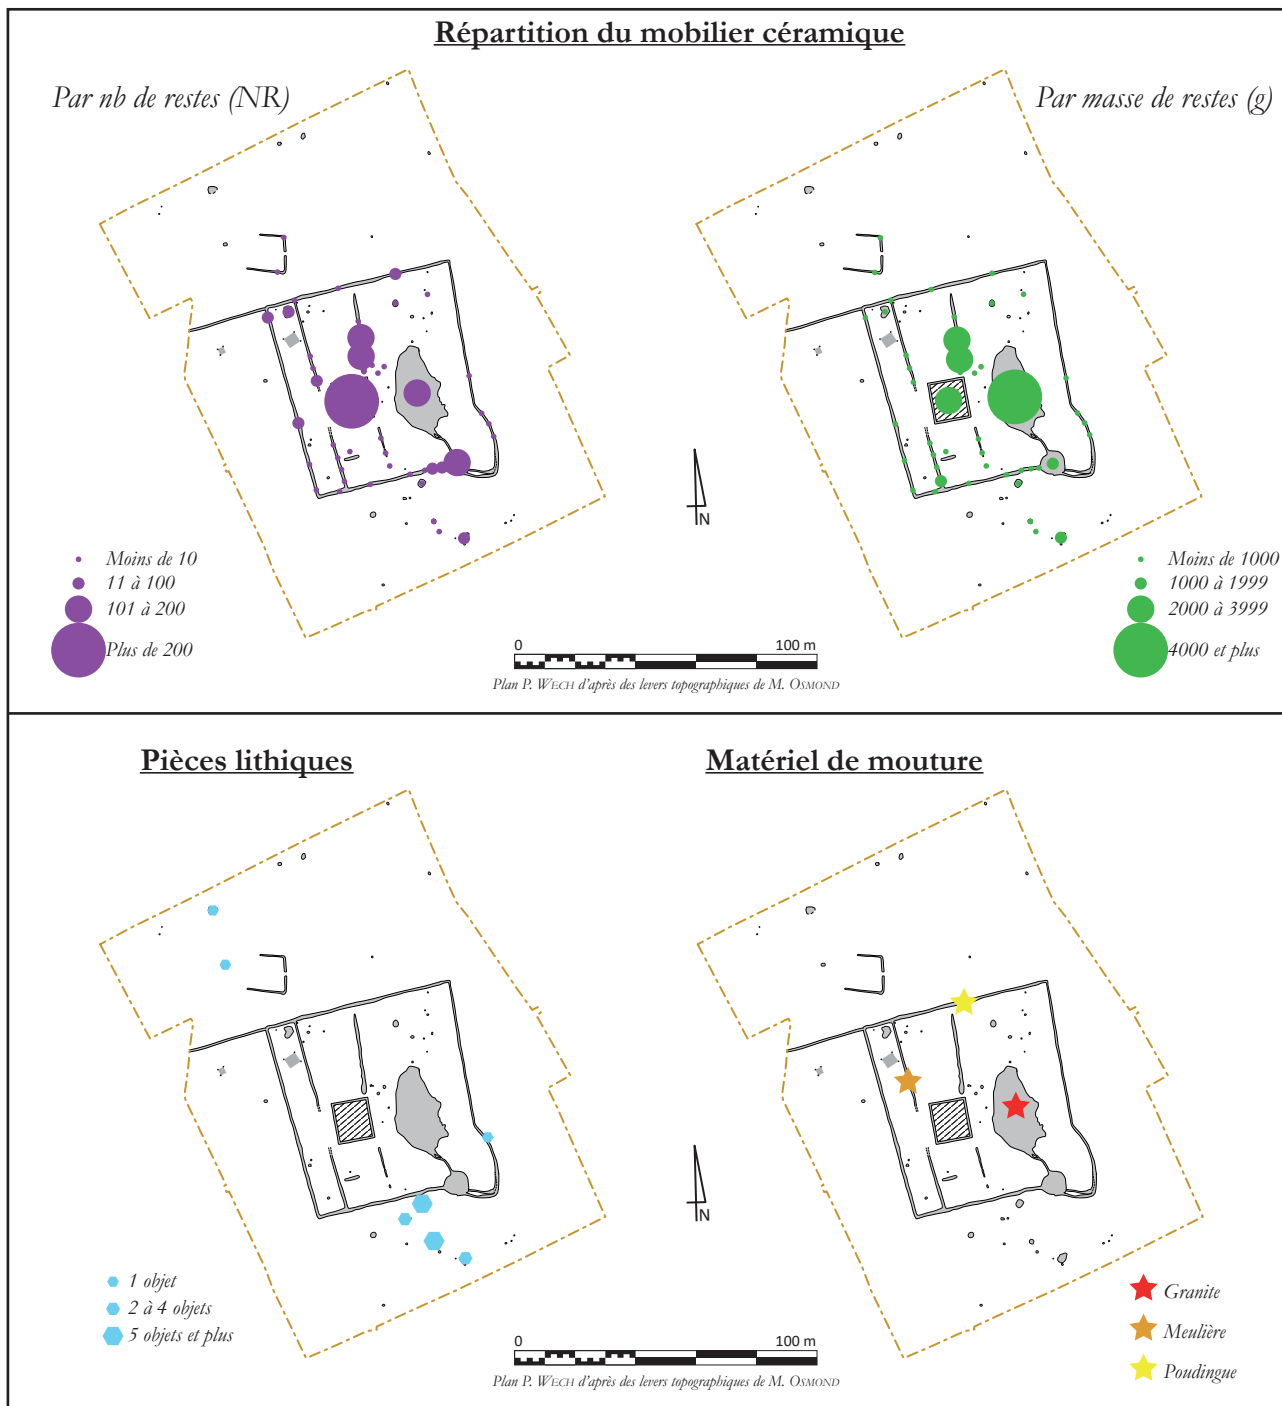 Répartition du mobilier céramique
Par nb de restes (NR)
Par masse de restes (g)
N
Moins de 10
11 à 100
101 à 200
Plus de 200
Moins de 1000
1000 à 1999
2000 à 3999
4000 et plus
0 100 m
Plan P. WECH d'après des levers topographiques de M. OSMOND
Pièces lithiques
Matériel de mouture
N
1 objet
2 à 4 objets
5 objets et plus
Granite
Meulière
Poudingue
0 100 m
Plan P. WECH d'après des levers topographiques de M. OSMOND